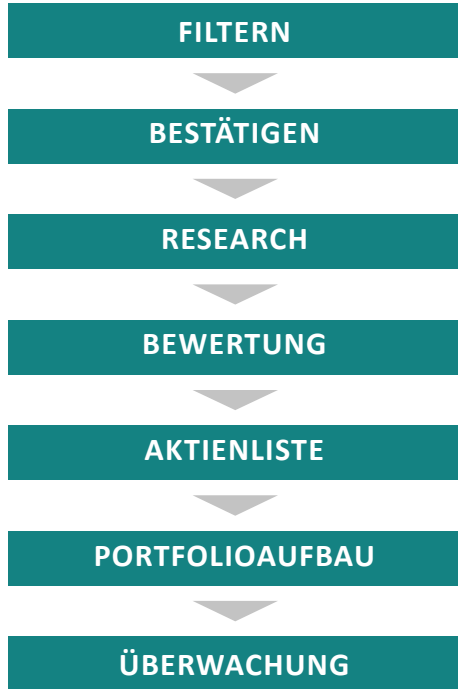 FILTERN
BESTÄTIGEN
RESEARCH
BEWERTUNG
AKTIENLISTE
PORTFOLIOAUFBAU
ÜBERWACHUNG